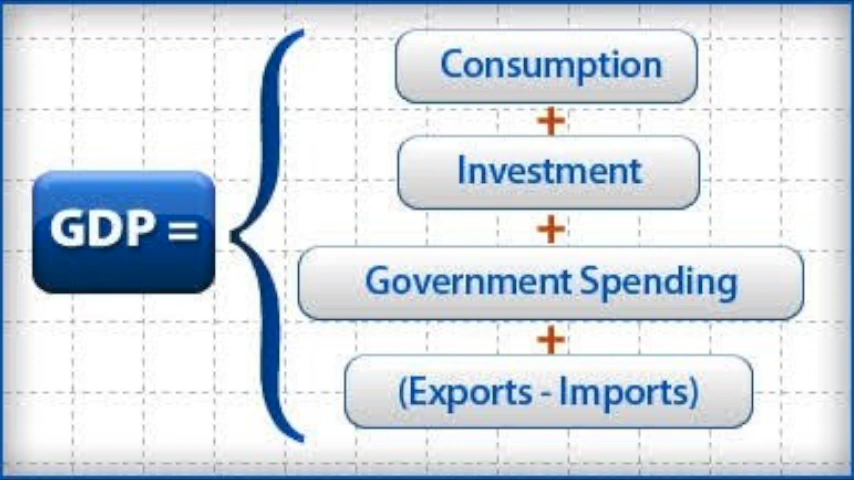 GDP =
Consumption
+
Investment
+
Government Spending
+
(Exports - Imports)